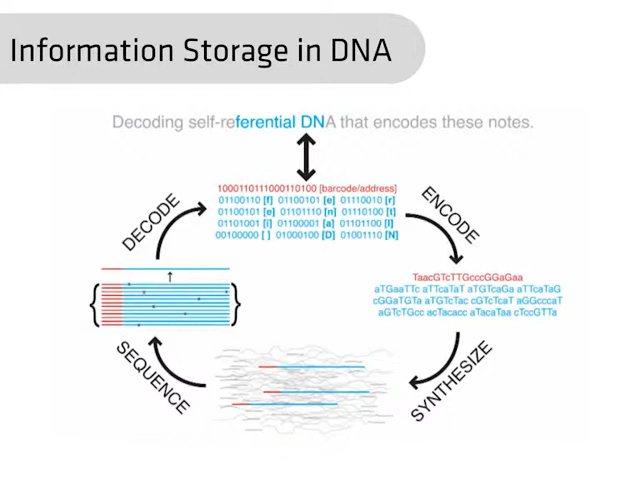 Information Storage in DNA
Decoding self-referential DNA that encodes these notes.
1000110111000110100 [barcode/address]
01100110 [f] 01100101 [e] 01110010 [r]
01100101 [e] 01101110 [n] 01110100 [t]
01101001 [i] 01100001 [a] 01101100 [l]
00100000 [ ] 01000100 [D] 01001110 [N]
DECODE
ENCODE
TaacGTcTTGcccGGaGaa
aTGaaTTc aTTcaTaT aTGTcaGa aTTcaTaG
cGGaTGTa aTGTcTac cGTcTcaT aGGcccaT
aGTcTGcc acTacacc aTacaTaa cTccGTTa
SEQUENCE
SYNTHESIZE